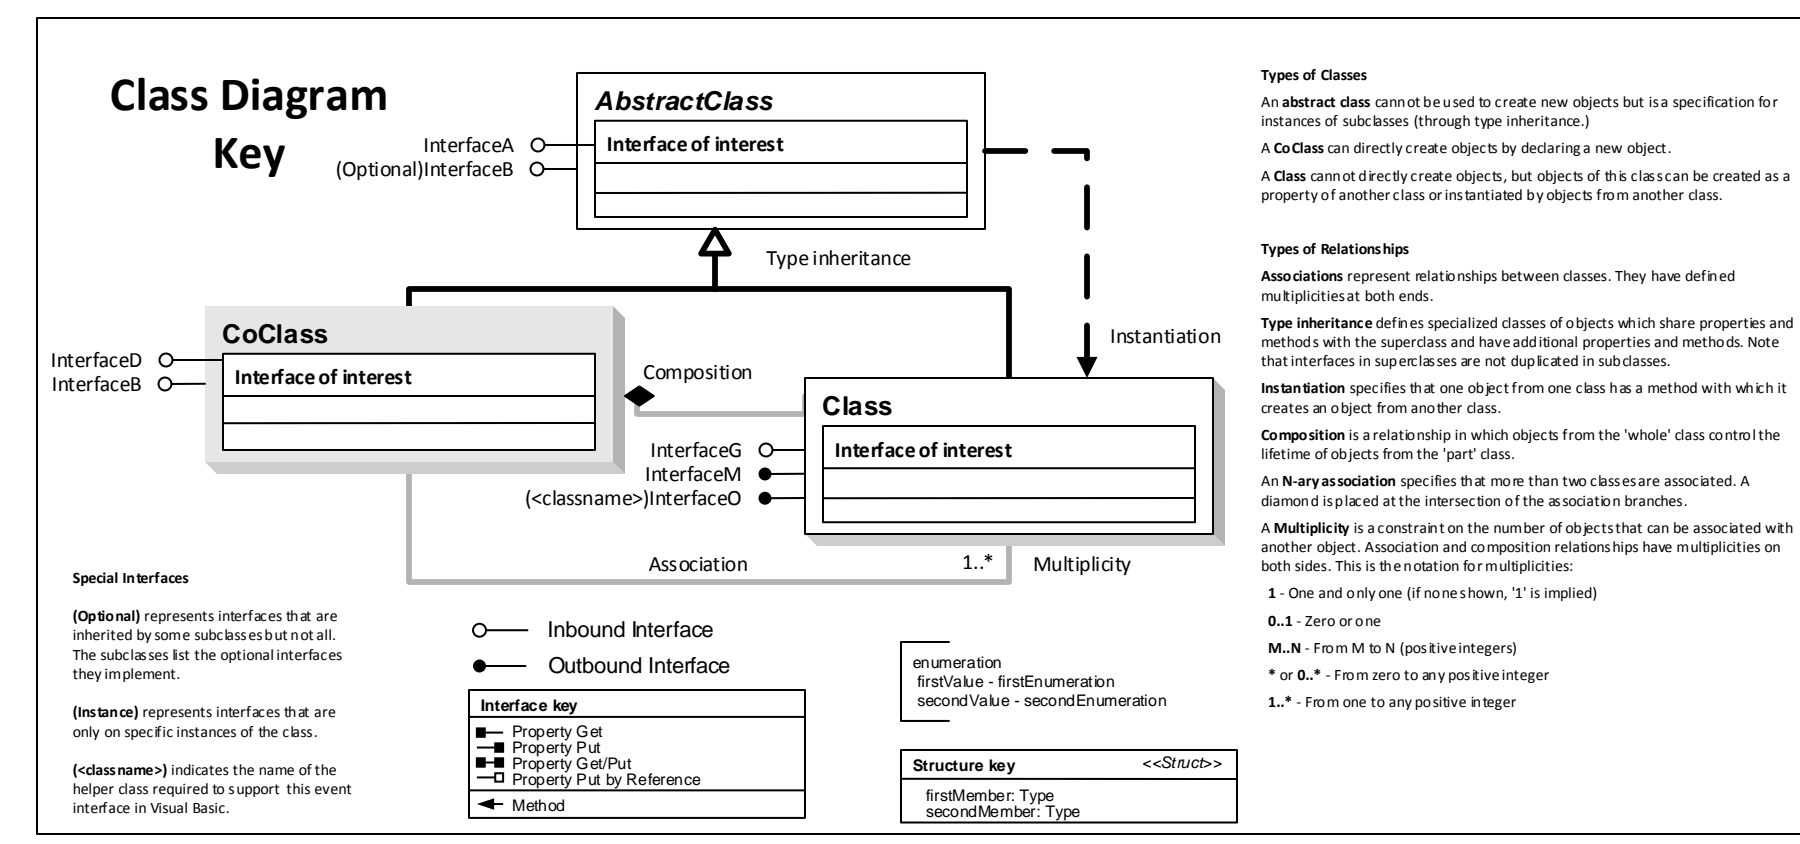 Class Diagram
Key
AbstractClass
Interface of interest
InterfaceA
(Optional)InterfaceB
Type inheritance
Instantiation
CoClass
Interface of interest
InterfaceD
InterfaceB
Composition
Class
Interface of interest
InterfaceG
InterfaceM
(<classname>)InterfaceO
Association
1..*
Multiplicity
Special Interfaces
(Optional) represents interfaces that are
inherited by some subclasses but not all.
The subclasses list the optional interfaces
they implement.
(Instance) represents interfaces that are
only on specific instances of the class.
(<classname>) indicates the name of the
helper class required to support this event
interface in Visual Basic.
Inbound Interface
Outbound Interface
Interface key
Property Get
Property Put
Property Get/Put
Property Put by Reference
Method
enumeration
firstValue - firstEnumeration
secondValue - secondEnumeration
Structure key
<<Struct>>
firstMember: Type
secondMember: Type
Types of Classes
An abstract class cannot be used to create new objects but is a specification for
instances of subclasses (through type inheritance.)
A CoClass can directly create objects by declaring a new object.
A Class cannot directly create objects, but objects of this class can be created as a
property of another class or instantiated by objects from another class.
Types of Relationships
Associations represent relationships between classes. They have defined
multiplicities at both ends.
Type inheritance defines specialized classes of objects which share properties and
methods with the superclass and have additional properties and methods. Note
that interfaces in superclasses are not duplicated in subclasses.
Instantiation specifies that one object from one class has a method with which it
creates an object from another class.
Composition is a relationship in which objects from the 'whole' class control the
lifetime of objects from the 'part' class.
An N-ary association specifies that more than two classes are associated. A
diamond is placed at the intersection of the association branches.
A Multiplicity is a constraint on the number of objects that can be associated with
another object. Association and composition relationships have multiplicities on
both sides. This is the notation for multiplicities:
1 - One and only one (if none shown, '1' is implied)
0..1 - Zero or one
M..N - From M to N (positive integers)
* or 0..* - From zero to any positive integer
1..* - From one to any positive integer